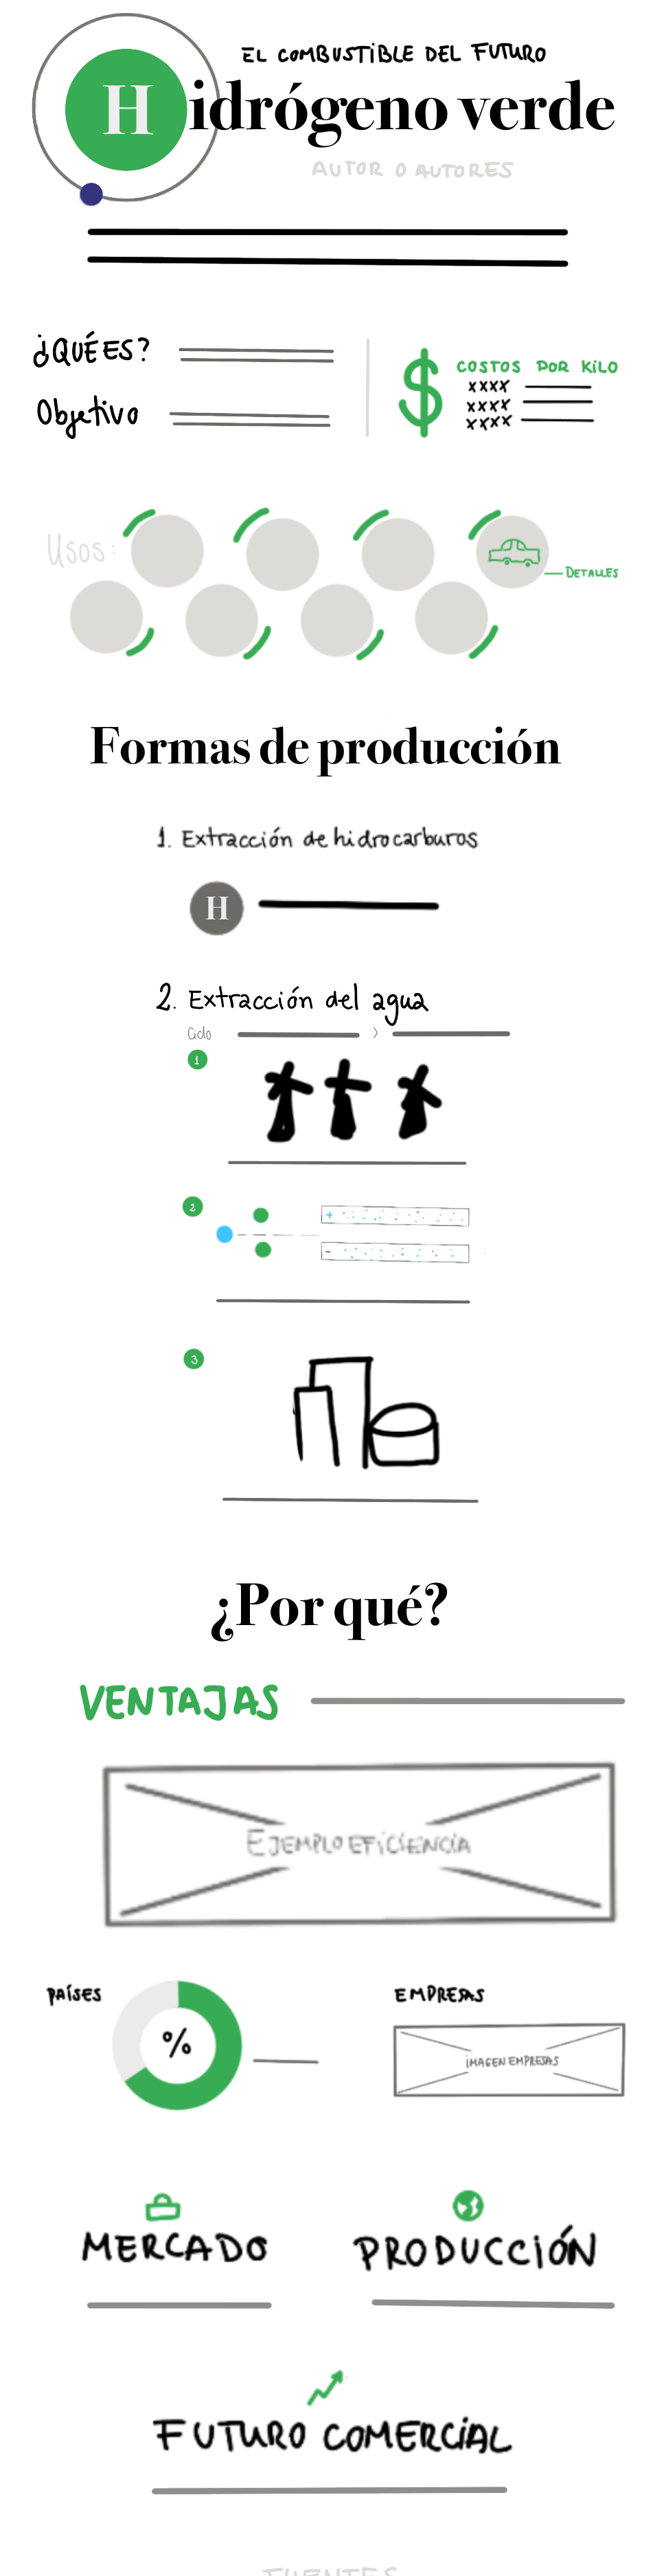 EL COMBUSTIBLE DEL FUTURO
Hidrógeno verde
AUTOR O AUTORES
¿QUÉ ES?
Objetivo
$
COSTOS POR KILO
XXXX
XXXX
XXXX
Usos:
DETALLES
Formas de producción
1. Extracción de hidrocarburos
H
2. Extracción del agua
Ciclo >
1
2
+
-
3
¿Por qué?
VENTAJAS
EJEMPLO EFICIENCIA
PAÍSES
%
EMPRESAS
IMAGEN EMPRESAS
MERCADO
PRODUCCIÓN
FUTURO COMERCIAL
FUENTES